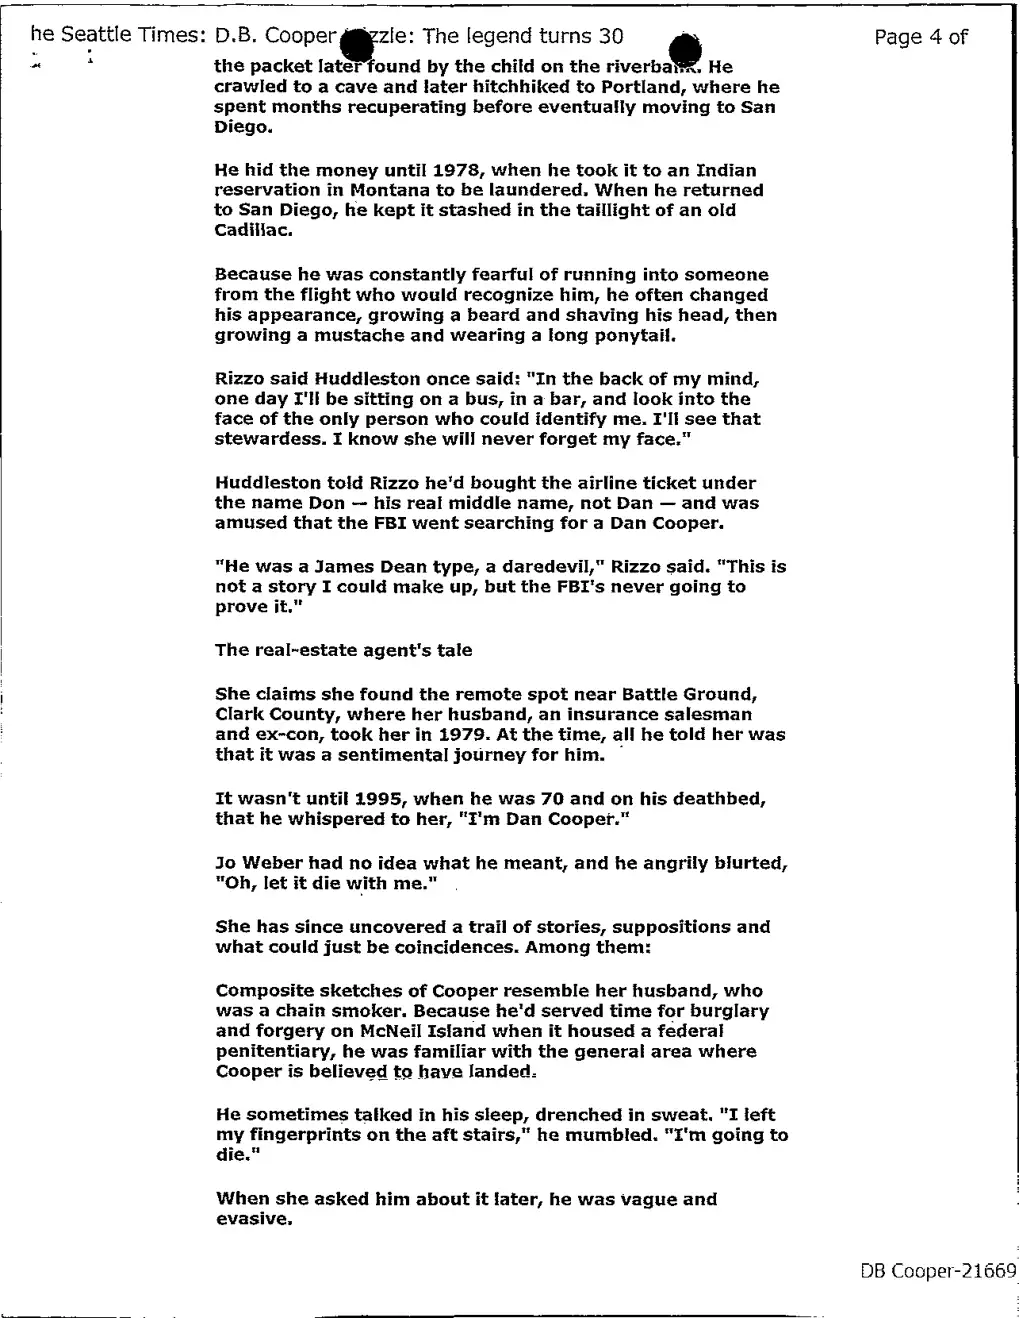 he Seattle Times: D.B. Cooper zzle: The legend turns 30
Page 4 of
the packet later found by the child on the riverbank. He
crawled to a cave and later hitchhiked to Portland, where he
spent months recuperating before eventually moving to San
Diego.
He hid the money until 1978, when he took it to an Indian
reservation in Montana to be laundered. When he returned
to San Diego, he kept it stashed in the taillight of an old
Cadillac.
Because he was constantly fearful of running into someone
from the flight who would recognize him, he often changed
his appearance, growing a beard and shaving his head, then
growing a mustache and wearing a long ponytail.
Rizzo said Huddleston once said: "In the back of my mind,
one day I'll be sitting on a bus, in a bar, and look into the
face of the only person who could identify me. I'll see that
stewardess. I know she will never forget my face."
Huddleston told Rizzo he'd bought the airline ticket under
the name Don — his real middle name, not Dan — and was
amused that the FBI went searching for a Dan Cooper.
"He was a James Dean type, a daredevil," Rizzo said. "This is
not a story I could make up, but the FBI's never going to
prove it."
The real-estate agent's tale
She claims she found the remote spot near Battle Ground,
Clark County, where her husband, an insurance salesman
and ex-con, took her in 1979. At the time, all he told her was
that it was a sentimental journey for him.
It wasn't until 1995, when he was 70 and on his deathbed,
that he whispered to her, "I'm Dan Cooper."
Jo Weber had no idea what he meant, and he angrily blurted,
"Oh, let it die with me."
She has since uncovered a trail of stories, suppositions and
what could just be coincidences. Among them:
Composite sketches of Cooper resemble her husband, who
was a chain smoker. Because he'd served time for burglary
and forgery on McNeil Island when it housed a federal
penitentiary, he was familiar with the general area where
Cooper is believed to have landed.
He sometimes talked in his sleep, drenched in sweat. "I left
my fingerprints on the aft stairs," he mumbled. "I'm going to
die."
When she asked him about it later, he was vague and
evasive.
DB Cooper-21669